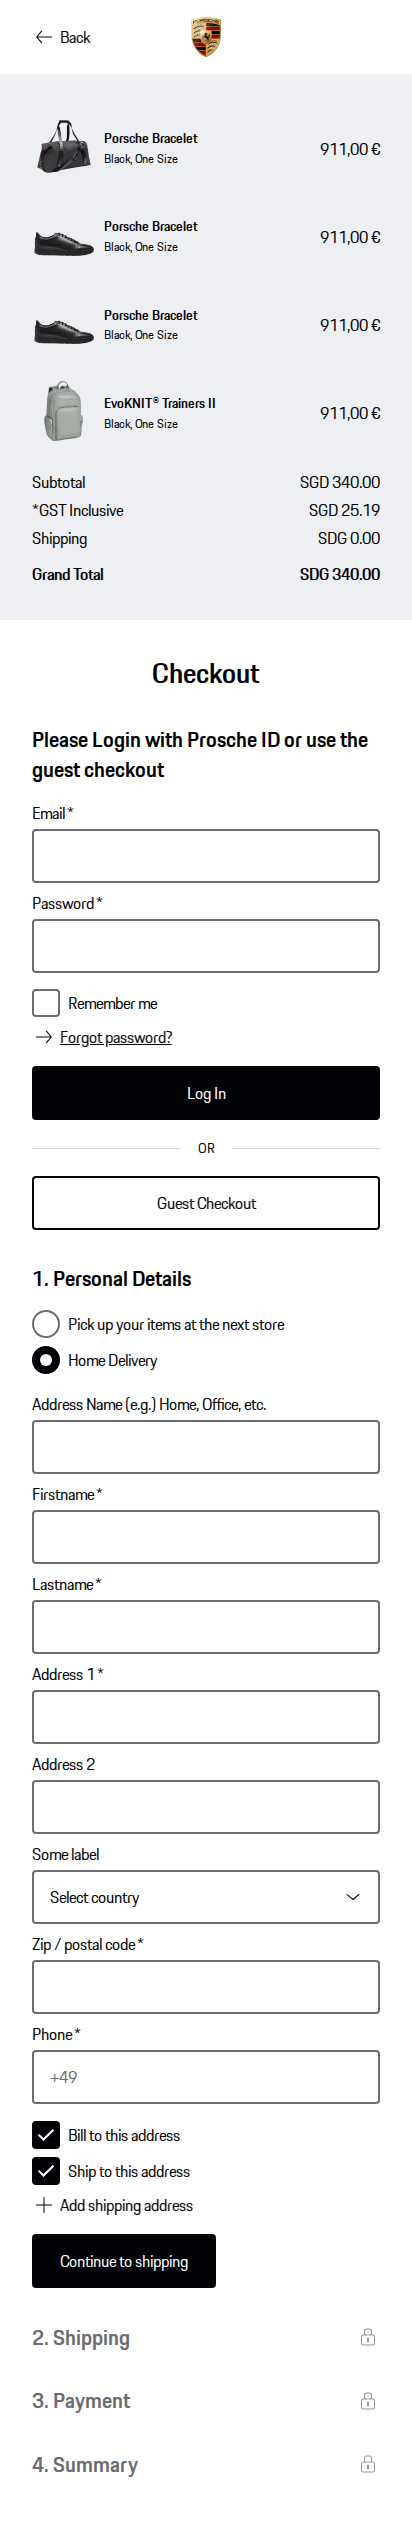 Back
PORSCHE
Porsche Bracelet
Black, One Size
911,00 €
Porsche Bracelet
Black, One Size
911,00 €
Porsche Bracelet
Black, One Size
911,00 €
EvoKNIT® Trainers II
Black, One Size
911,00 €
Subtotal SGD 340.00
*GST Inclusive SGD 25.19
Shipping SDG 0.00
Grand Total SDG 340.00
Checkout
Please Login with Prosche ID or use the
guest checkout
Email *
Password *
Remember me
Forgot password?
Log In
OR
Guest Checkout
1. Personal Details
Pick up your items at the next store
Home Delivery
Address Name (e.g.) Home, Office, etc.
Firstname *
Lastname *
Address 1 *
Address 2
Some label
Select country
Zip / postal code *
Phone *
+49
Bill to this address
Ship to this address
Add shipping address
Continue to shipping
2. Shipping
3. Payment
4. Summary